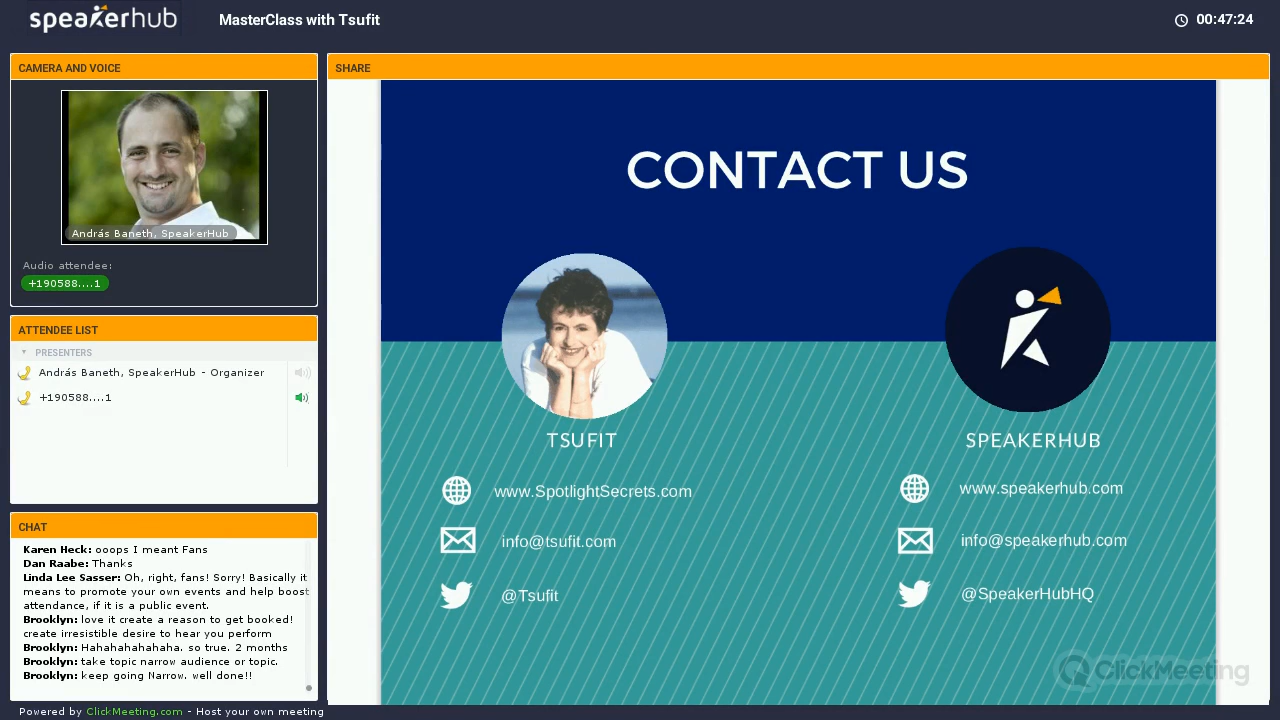 speakerhub
MasterClass with Tsufit
00:47:24
CAMERA AND VOICE
András Baneth, SpeakerHub
Audio attendee:
+190588....1
ATTENDEE LIST
PRESENTERS
András Baneth, SpeakerHub - Organizer
+190588....1
CHAT
Karen Heck: ooops I meant Fans
Dan Raabe: Thanks
Linda Lee Sasser: Oh, right, fans! Sorry! Basically it
means to promote your own events and help boost
attendance, if it is a public event.
Brooklyn: love it create a reason to get booked!
create irresistible desire to hear you perform
Brooklyn: Hahahahahahaha. so true. 2 months
Brooklyn: take topic narrow audience or topic.
Brooklyn: keep going Narrow. well done!!
Powered by ClickMeeting.com - Host your own meeting
SHARE
CONTACT US
TSUFIT
www.SpotlightSecrets.com
info@tsufit.com
@Tsufit
SPEAKERHUB
www.speakerhub.com
info@speakerhub.com
@SpeakerHubHQ
ClickMeeting